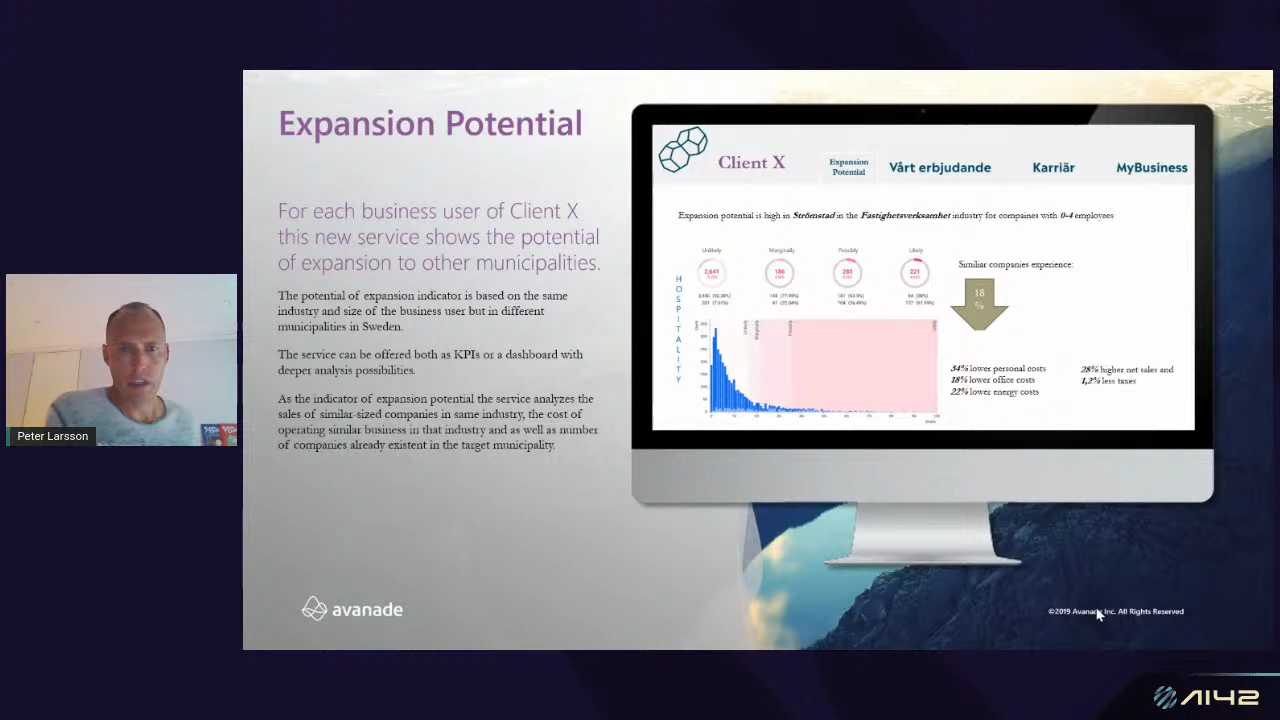 Expansion Potential
For each business user of Client X
this new service shows the potential
of expansion to other municipalities.
The potential of expansion indicator is based on the same
industry and size of the business user but in different
municipalities in Sweden.
The service can be offered both as KPIs or a dashboard with
deeper analysis possibilities.
As the indicator of expansion potential the service analyzes the
sales of similar-sized companies in same industry, the cost of
operating similar business in that industry and as well as number
of companies already existent in the target municipality.
Client X
Expansion
Potential
Vårt erbjudande
Karriär
MyBusiness
Expansion potential is high in Strömstad in the Fastighetsverksamhet industry for compaines with 0-4 employees
Unlikely
Marginally
Possibly
Likely
2,641
186
283
221
HOSPITALITY
Similiar companies experience:
18
%
34% lower personal costs
18% lower office costs
22% lower energy costs
28% higher net sales and
1,2% less taxes
Peter Larsson
avanade
©2019 Avanade Inc. All Rights Reserved
AI42